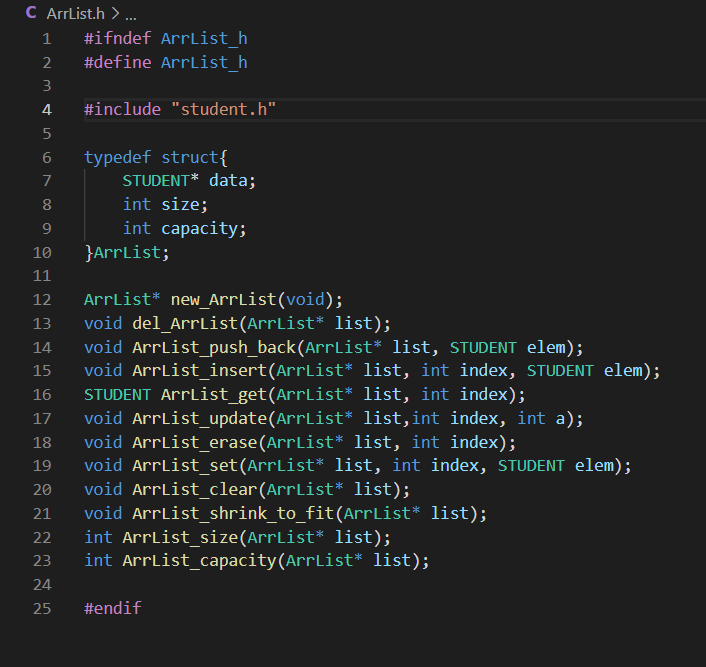 C ArrList.h > ...
1 #ifndef ArrList_h
2 #define ArrList_h
3
4 #include "student.h"
5
6 typedef struct{
7     STUDENT* data;
8     int size;
9     int capacity;
10 }ArrList;
11
12 ArrList* new_ArrList(void);
13 void del_ArrList(ArrList* list);
14 void ArrList_push_back(ArrList* list, STUDENT elem);
15 void ArrList_insert(ArrList* list, int index, STUDENT elem);
16 STUDENT ArrList_get(ArrList* list, int index);
17 void ArrList_update(ArrList* list,int index, int a);
18 void ArrList_erase(ArrList* list, int index);
19 void ArrList_set(ArrList* list, int index, STUDENT elem);
20 void ArrList_clear(ArrList* list);
21 void ArrList_shrink_to_fit(ArrList* list);
22 int ArrList_size(ArrList* list);
23 int ArrList_capacity(ArrList* list);
24
25 #endif